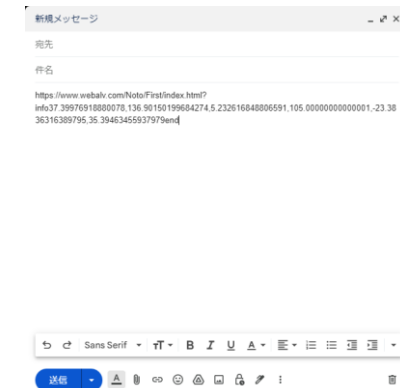 新規メッセージ
宛先
件名
https://www.webalv.com/Noto/First/index.html?
info37.39976918880078,136.90150199684274,5.232616848806591,105.00000000000001,-23.38
36316389795,35.39463455937979end
Sans Serif
送信